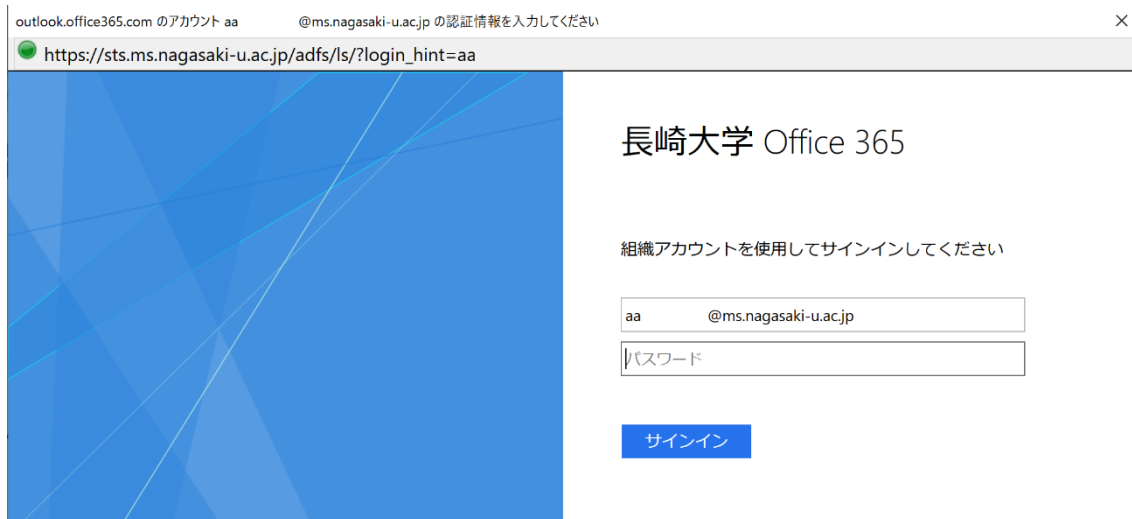 outlook.office365.com のアカウント aa @ms.nagasaki-u.ac.jp の認証情報を入力してください
https://sts.ms.nagasaki-u.ac.jp/adfs/ls/?login_hint=aa
長崎大学 Office 365
組織アカウントを使用してサインインしてください
aa @ms.nagasaki-u.ac.jp
パスワード
サインイン